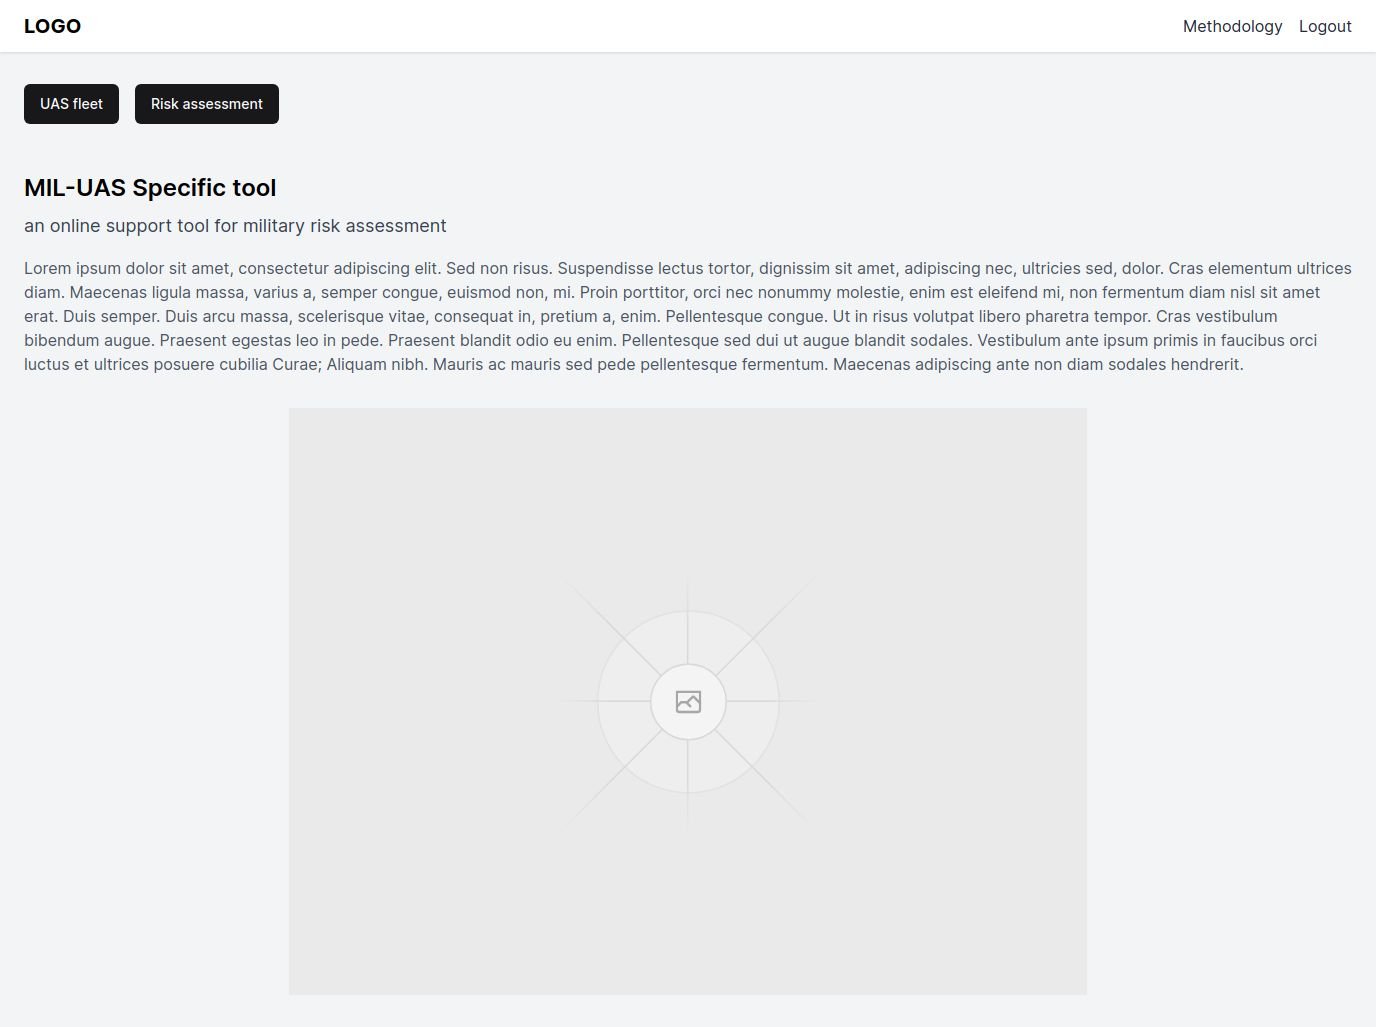 LOGO
Methodology Logout
UAS fleet Risk assessment
MIL-UAS Specific tool
an online support tool for military risk assessment
Lorem ipsum dolor sit amet, consectetur adipiscing elit. Sed non risus. Suspendisse lectus tortor, dignissim sit amet, adipiscing nec, ultricies sed, dolor. Cras elementum ultrices
diam. Maecenas ligula massa, varius a, semper congue, euismod non, mi. Proin porttitor, orci nec nonummy molestie, enim est eleifend mi, non fermentum diam nisl sit amet
erat. Duis semper. Duis arcu massa, scelerisque vitae, consequat in, pretium a, enim. Pellentesque congue. Ut in risus volutpat libero pharetra tempor. Cras vestibulum
bibendum augue. Praesent egestas leo in pede. Praesent blandit odio eu enim. Pellentesque sed dui ut augue blandit sodales. Vestibulum ante ipsum primis in faucibus orci
luctus et ultrices posuere cubilia Curae; Aliquam nibh. Mauris ac mauris sed pede pellentesque fermentum. Maecenas adipiscing ante non diam sodales hendrerit.